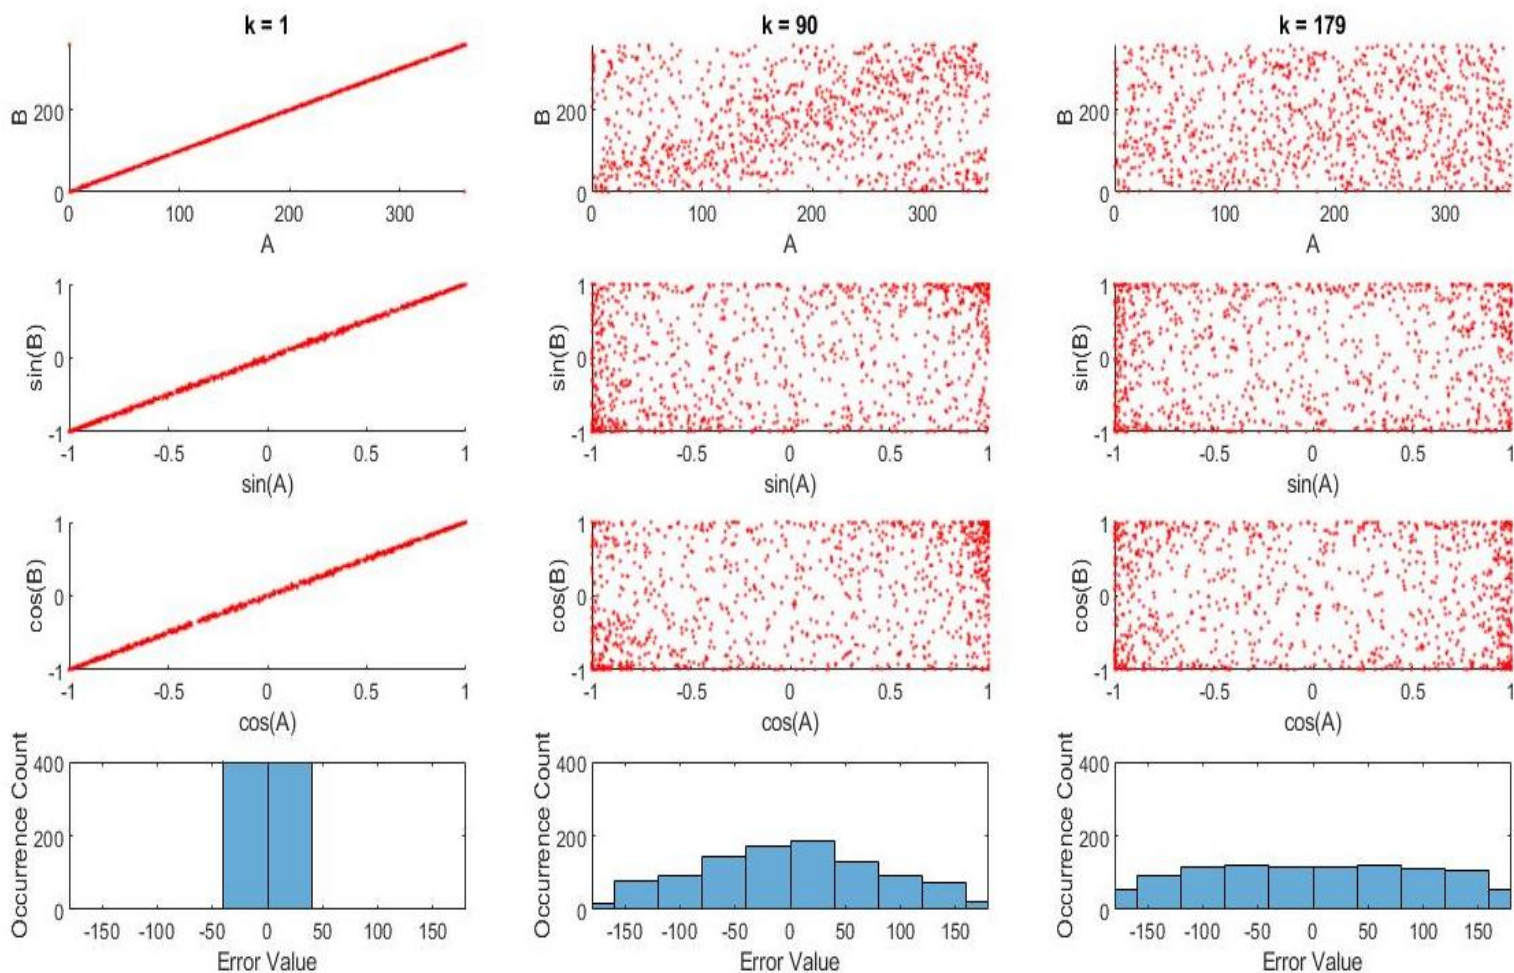 k = 1
k = 90
k = 179
B
200
0
0 100 200 300
A
B
200
0
0 100 200 300
A
B
200
0
0 100 200 300
A
sin(B)
1
0
-1
-1 -0.5 0 0.5 1
sin(A)
sin(B)
1
0
-1
-1 -0.5 0 0.5 1
sin(A)
sin(B)
1
0
-1
-1 -0.5 0 0.5 1
sin(A)
cos(B)
1
0
-1
-1 -0.5 0 0.5 1
cos(A)
cos(B)
1
0
-1
-1 -0.5 0 0.5 1
cos(A)
cos(B)
1
0
-1
-1 -0.5 0 0.5 1
cos(A)
Occurrence Count
400
200
0
-150 -100 -50 0 50 100 150
Error Value
Occurrence Count
400
200
0
-150 -100 -50 0 50 100 150
Error Value
Occurrence Count
400
200
0
-150 -100 -50 0 50 100 150
Error Value